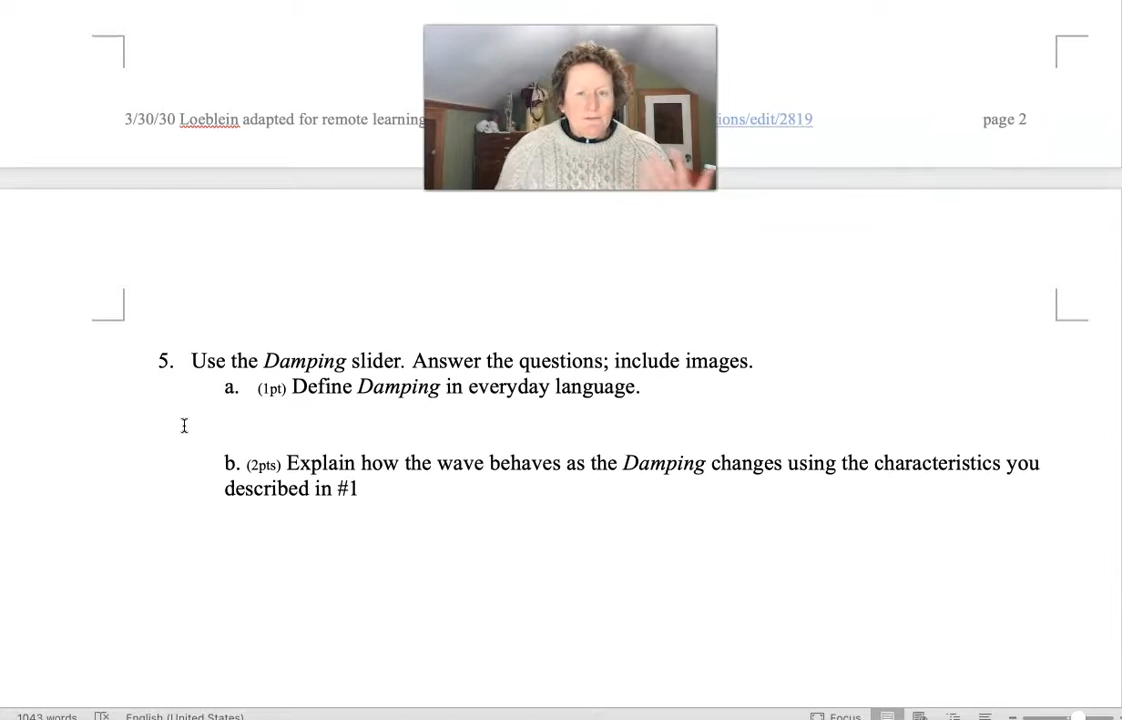 3/30/30 Loeblein adapted for remote learning ions/edit/2819 page 2
5. Use the Damping slider. Answer the questions; include images.
a. (1pt) Define Damping in everyday language.
b. (2pts) Explain how the wave behaves as the Damping changes using the characteristics you
described in #1
1043 words English (United States) Focus